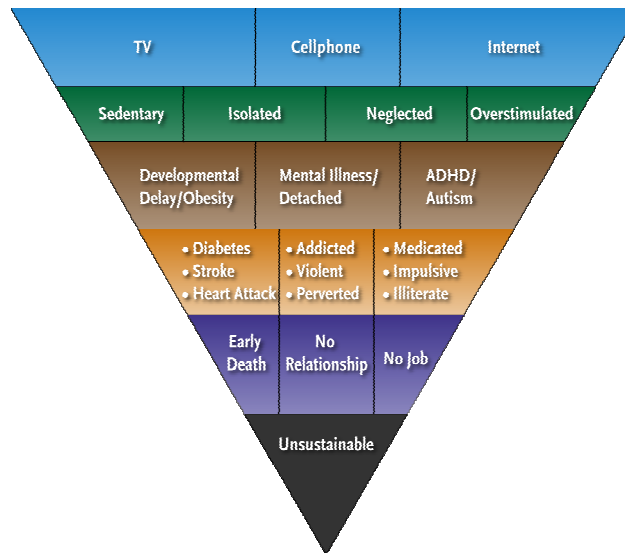 TV
Cellphone
Internet
Sedentary
Isolated
Neglected
Overstimulated
Developmental
Delay/Obesity
Mental Illness/
Detached
ADHD/
Autism
• Diabetes
• Stroke
• Heart Attack
• Addicted
• Violent
• Perverted
• Medicated
• Impulsive
• Illiterate
Early
Death
No
Relationship
No Job
Unsustainable